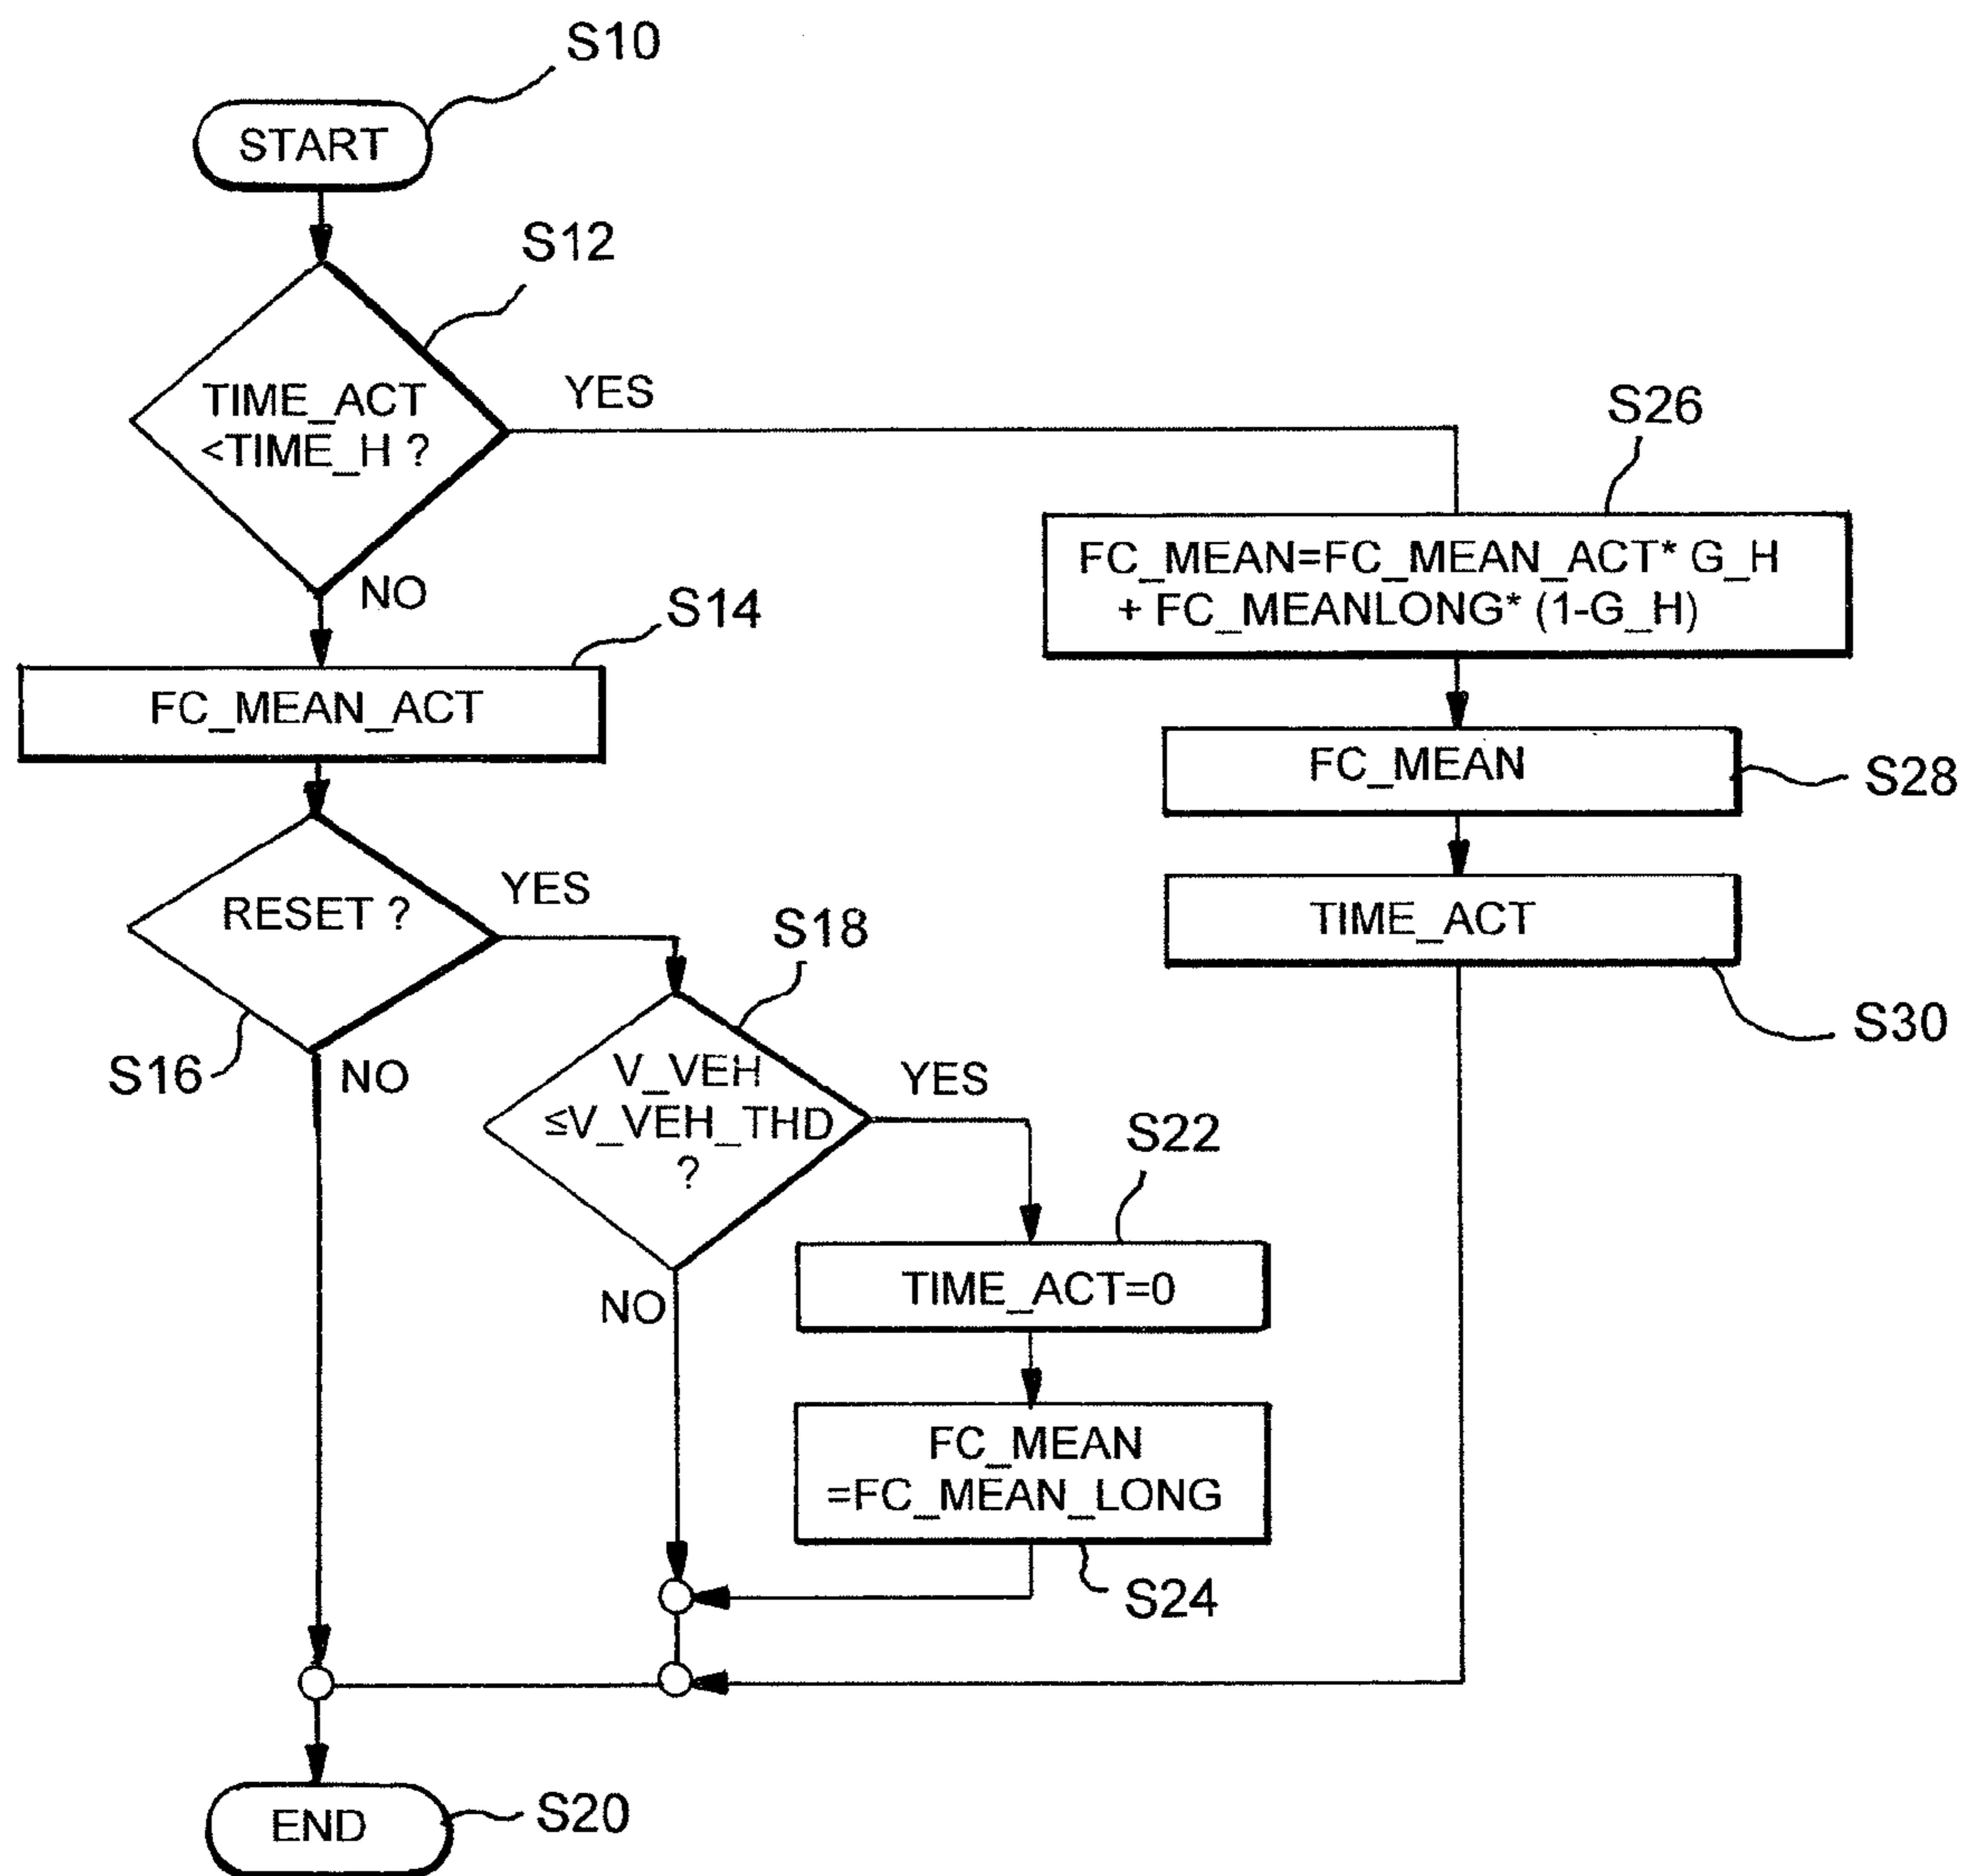 S10
START
S12
TIME_ACT
<TIME_H ?
YES
NO
S26
FC_MEAN=FC_MEAN_ACT* G_H
+ FC_MEANLONG* (1-G_H)
S14
FC_MEAN_ACT
FC_MEAN
S28
RESET ?
YES
S16
NO
TIME_ACT
S30
S18
V_VEH
≤V_VEH_THD
?
YES
NO
S22
TIME_ACT=0
FC_MEAN
=FC_MEAN_LONG
S24
END
S20